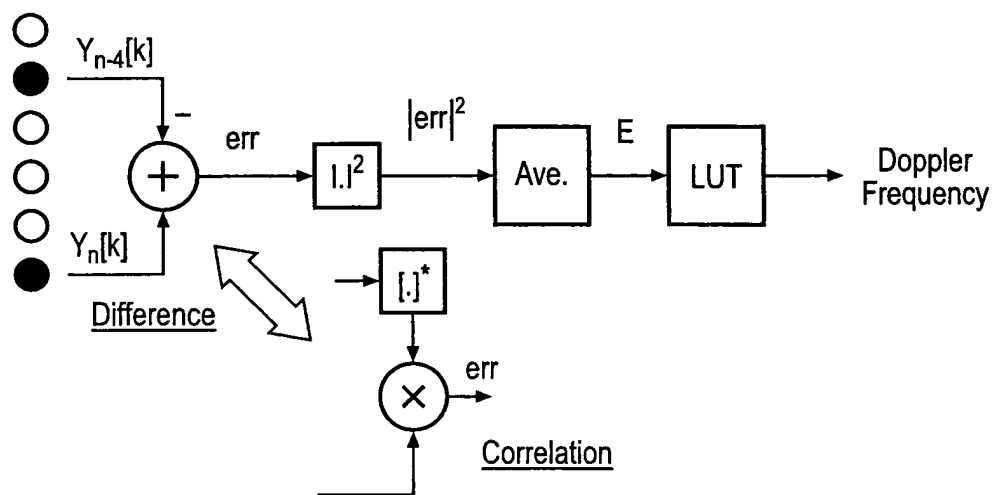 Yn-4[k]
−
+
err
|.|²
|err|²
Ave.
E
LUT
Doppler
Frequency
Yn[k]
Difference
[.]*
×
err
Correlation